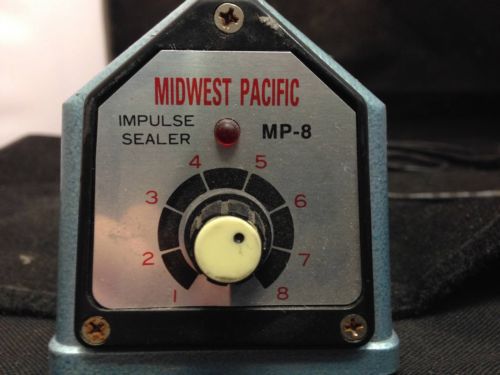 MIDWEST PACIFIC
IMPULSE
SEALER
MP-8
4 5
3 6
2 7
1 8